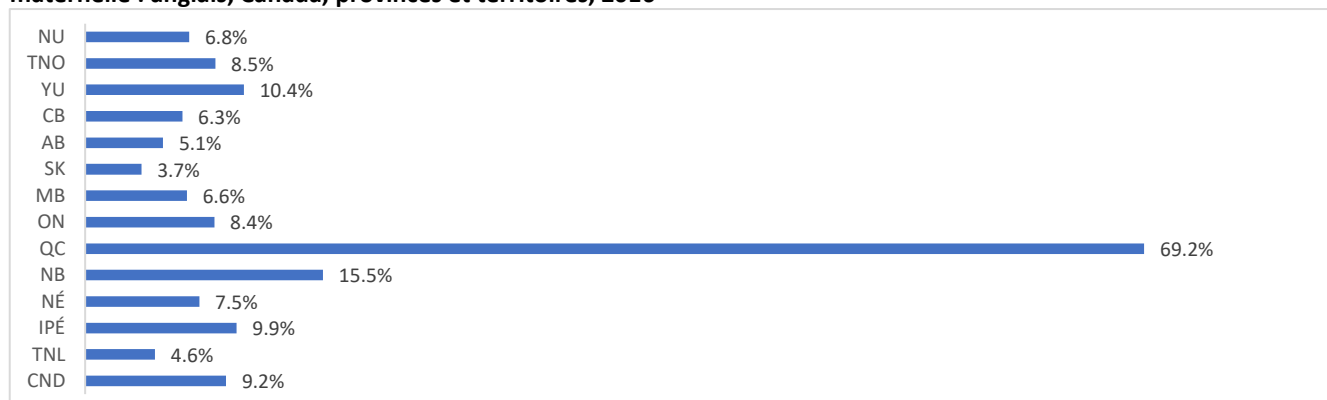 maternelle l'anglais, Canada, provinces et territoires, 2016
NU 6.8%
TNO 8.5%
YU 10.4%
CB 6.3%
AB 5.1%
SK 3.7%
MB 6.6%
ON 8.4%
QC 69.2%
NB 15.5%
NÉ 7.5%
IPÉ 9.9%
TNL 4.6%
CND 9.2%